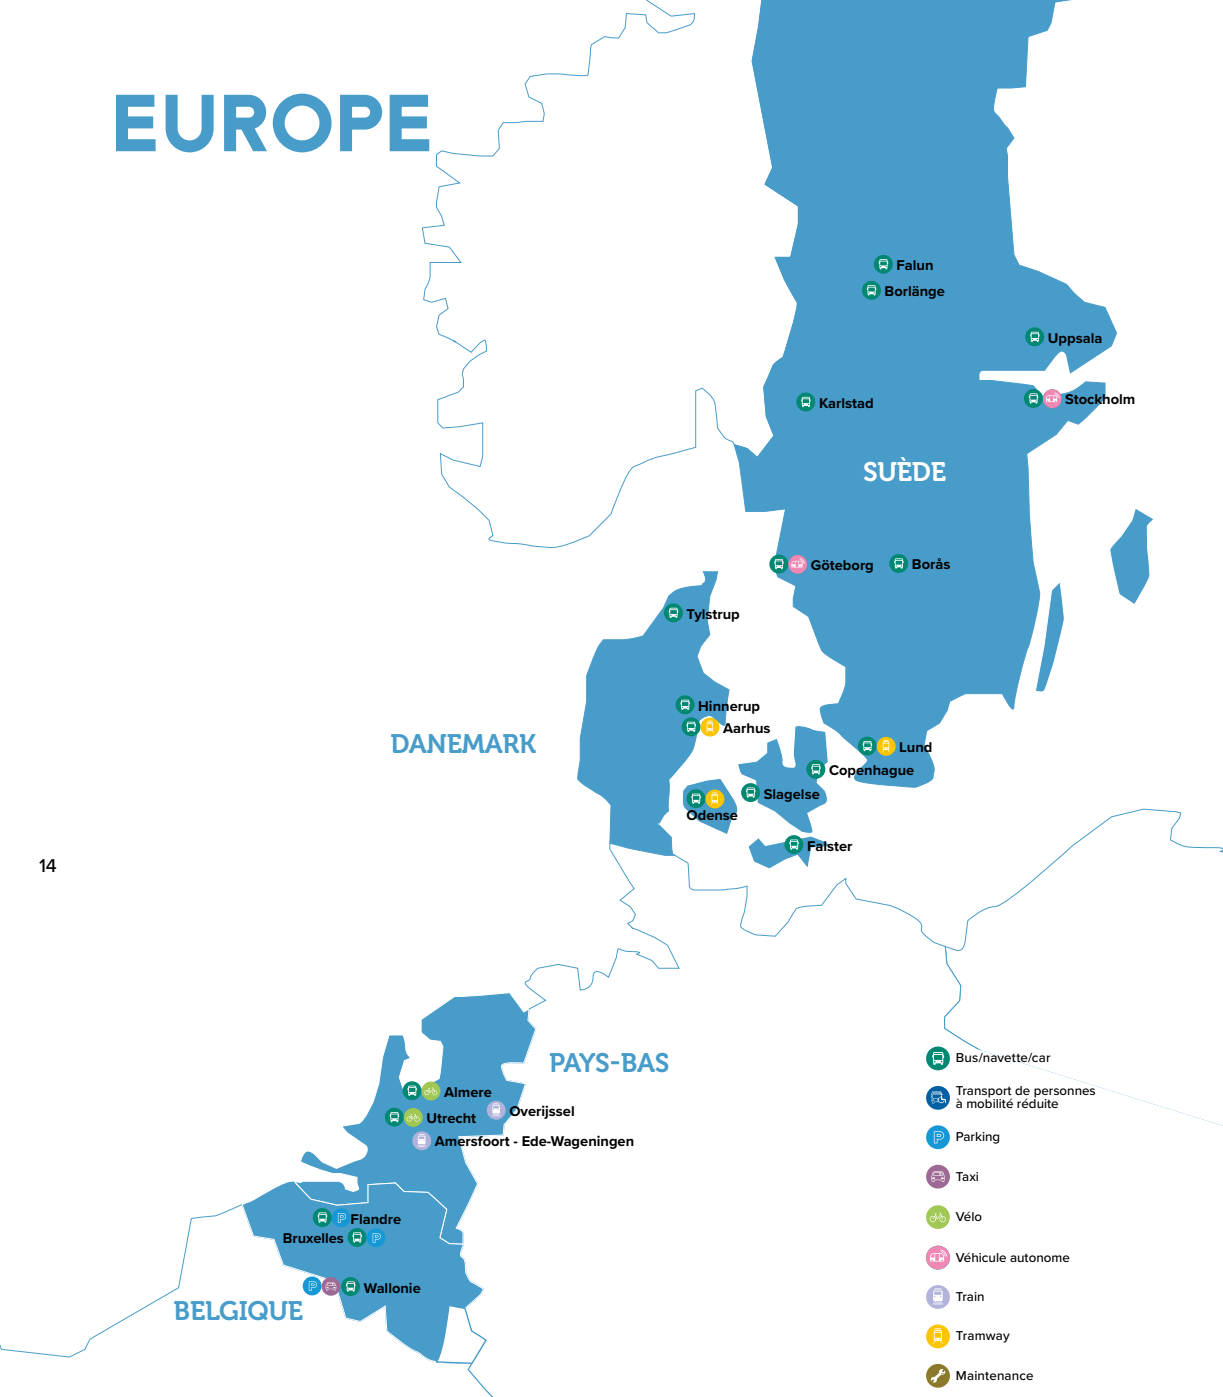 EUROPE
Falun
Borlänge
Uppsala
Karlstad
Stockholm
SUÈDE
Göteborg
Borås
Tylstrup
Hinnerup
Aarhus
DANEMARK
Lund
Copenhague
Slagelse
Odense
Falster
14
PAYS-BAS
Almere
Overijssel
Utrecht
Amersfoort - Ede-Wageningen
Flandre
Bruxelles
Wallonie
BELGIQUE
Bus/navette/car
Transport de personnes
à mobilité réduite
Parking
Taxi
Vélo
Véhicule autonome
Train
Tramway
Maintenance